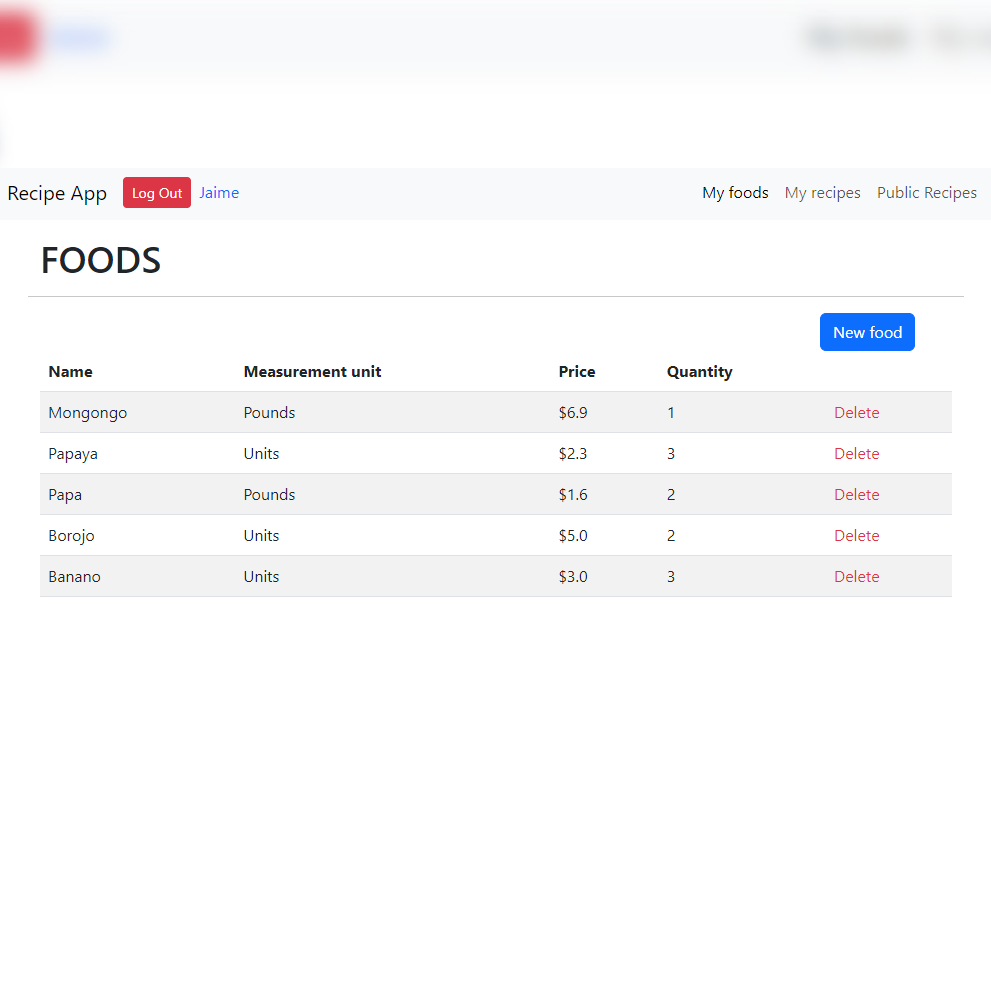 Recipe App Log Out Jaime My foods My recipes Public Recipes
FOODS
New food
Name Measurement unit Price Quantity
Mongongo Pounds $6.9 1 Delete
Papaya Units $2.3 3 Delete
Papa Pounds $1.6 2 Delete
Borojo Units $5.0 2 Delete
Banano Units $3.0 3 Delete